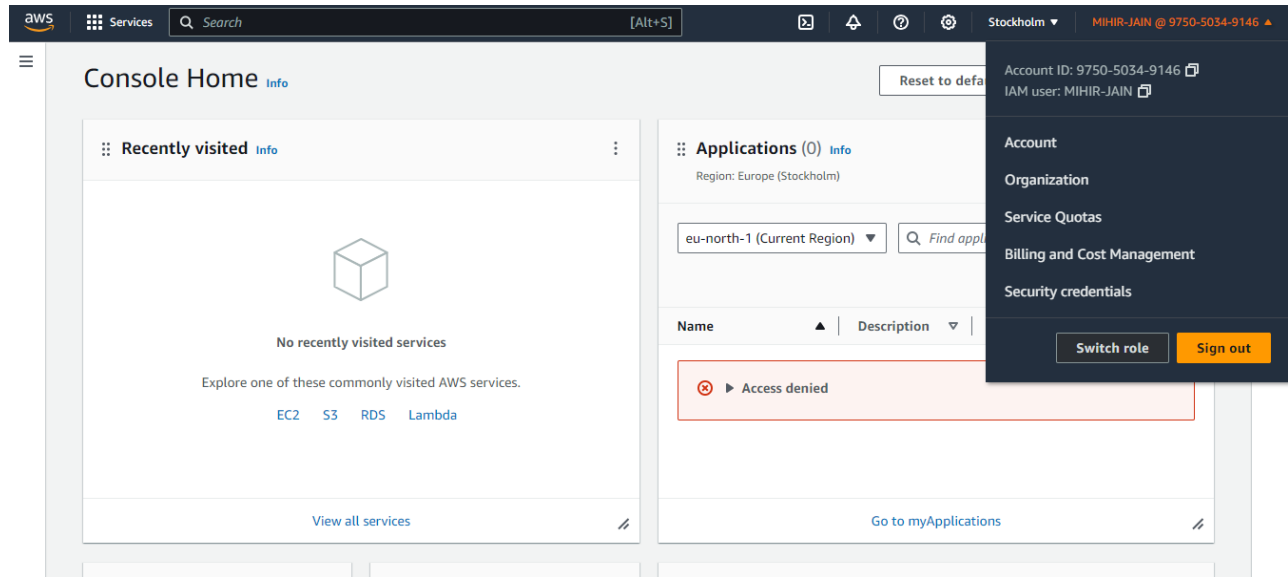 aws
Services
Search
[Alt+S]
Stockholm
MIHIR-JAIN @ 9750-5034-9146
Console Home Info
Reset to defa
Account ID: 9750-5034-9146
IAM user: MIHIR-JAIN
Account
Organization
Service Quotas
Billing and Cost Management
Security credentials
Switch role
Sign out
Recently visited Info
No recently visited services
Explore one of these commonly visited AWS services.
EC2 S3 RDS Lambda
View all services
Applications (0) Info
Region: Europe (Stockholm)
eu-north-1 (Current Region)
Find appl
Name
Description
Access denied
Go to myApplications